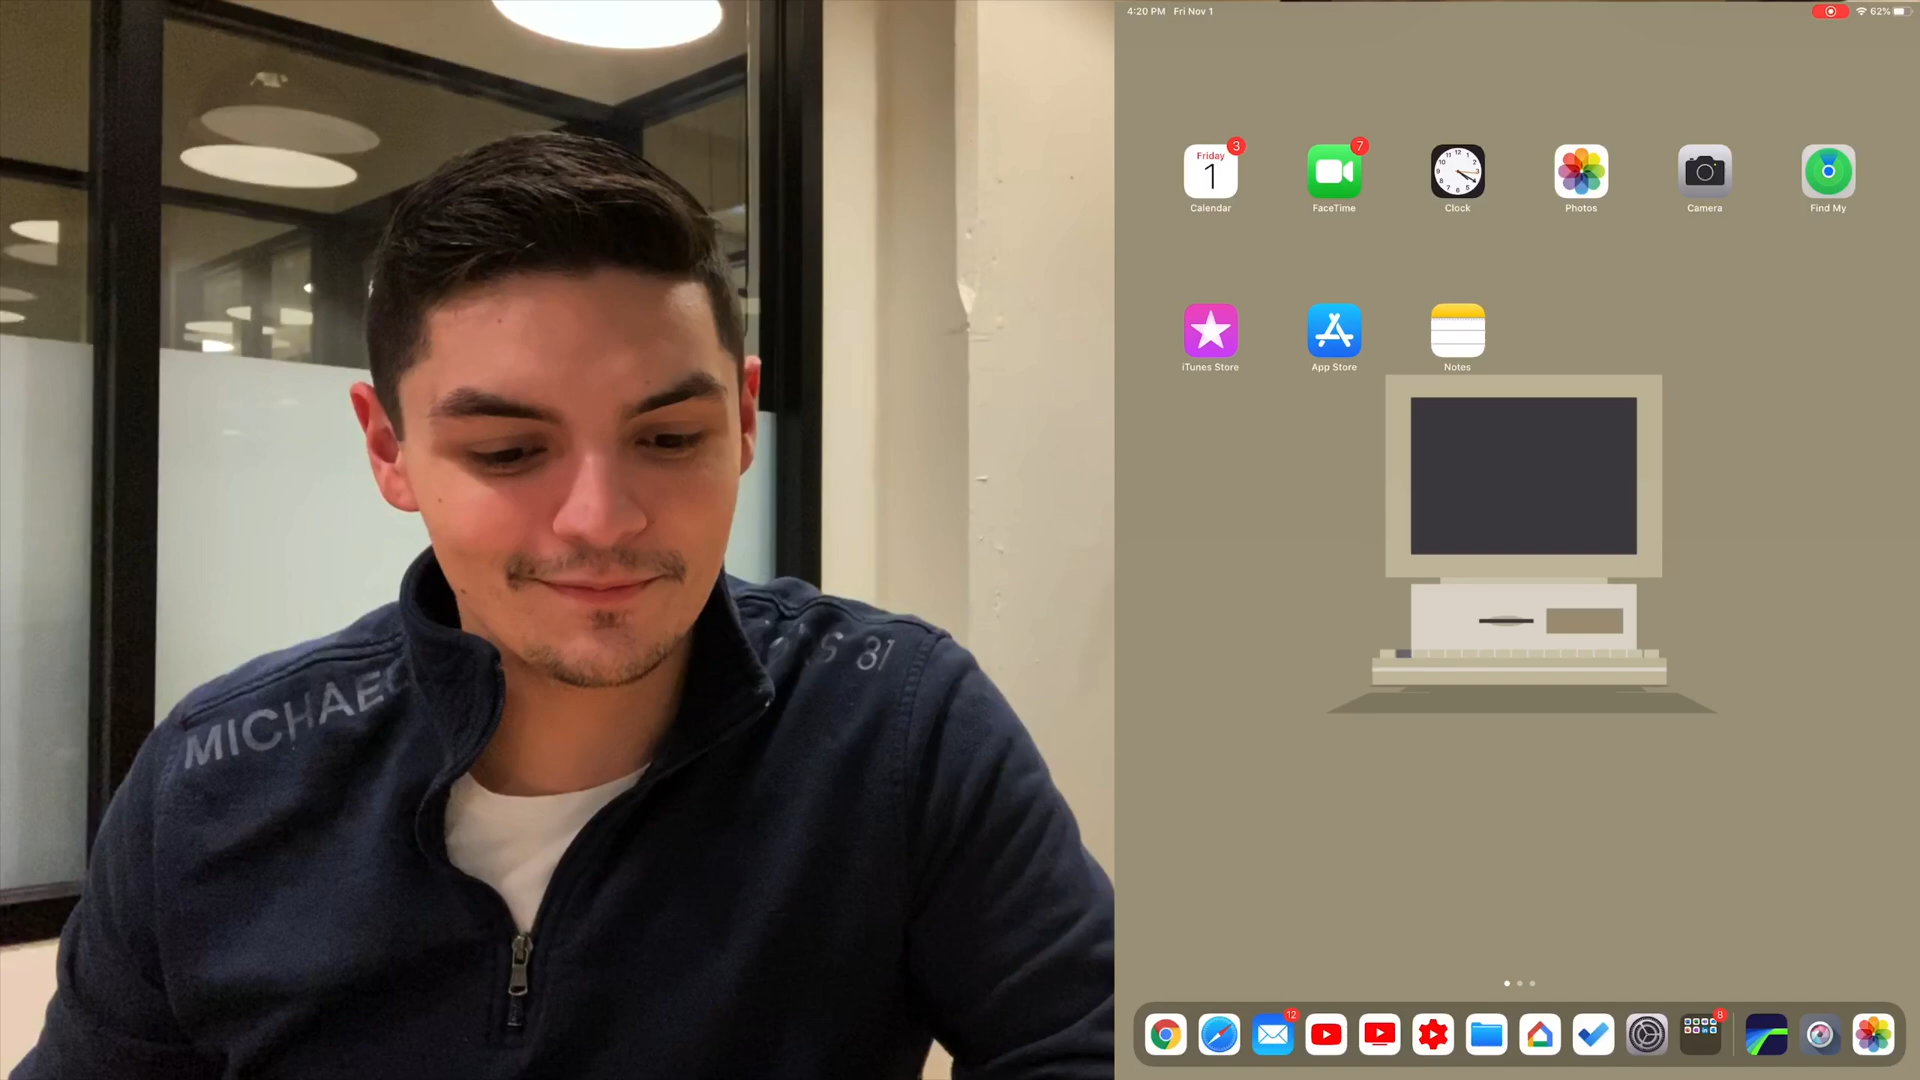 4:20 PM Fri Nov 1
62%
3
7
Friday
1
Calendar
FaceTime
Clock
Photos
Camera
Find My
iTunes Store
App Store
Notes
MICHAEL
81
12
8